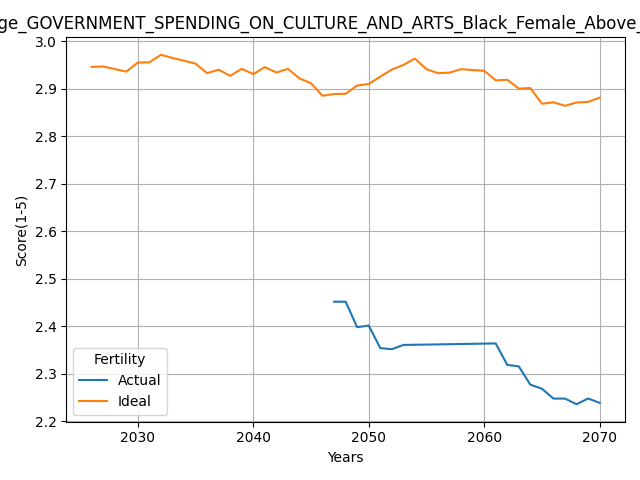 ge_GOVERNMENT_SPENDING_ON_CULTURE_AND_ARTS_Black_Female_Above_
3.0
2.9
2.8
2.7
2.6
2.5
2.4
2.3
2.2
Score(1-5)
Fertility
Actual
Ideal
2030 2040 2050 2060 2070
Years